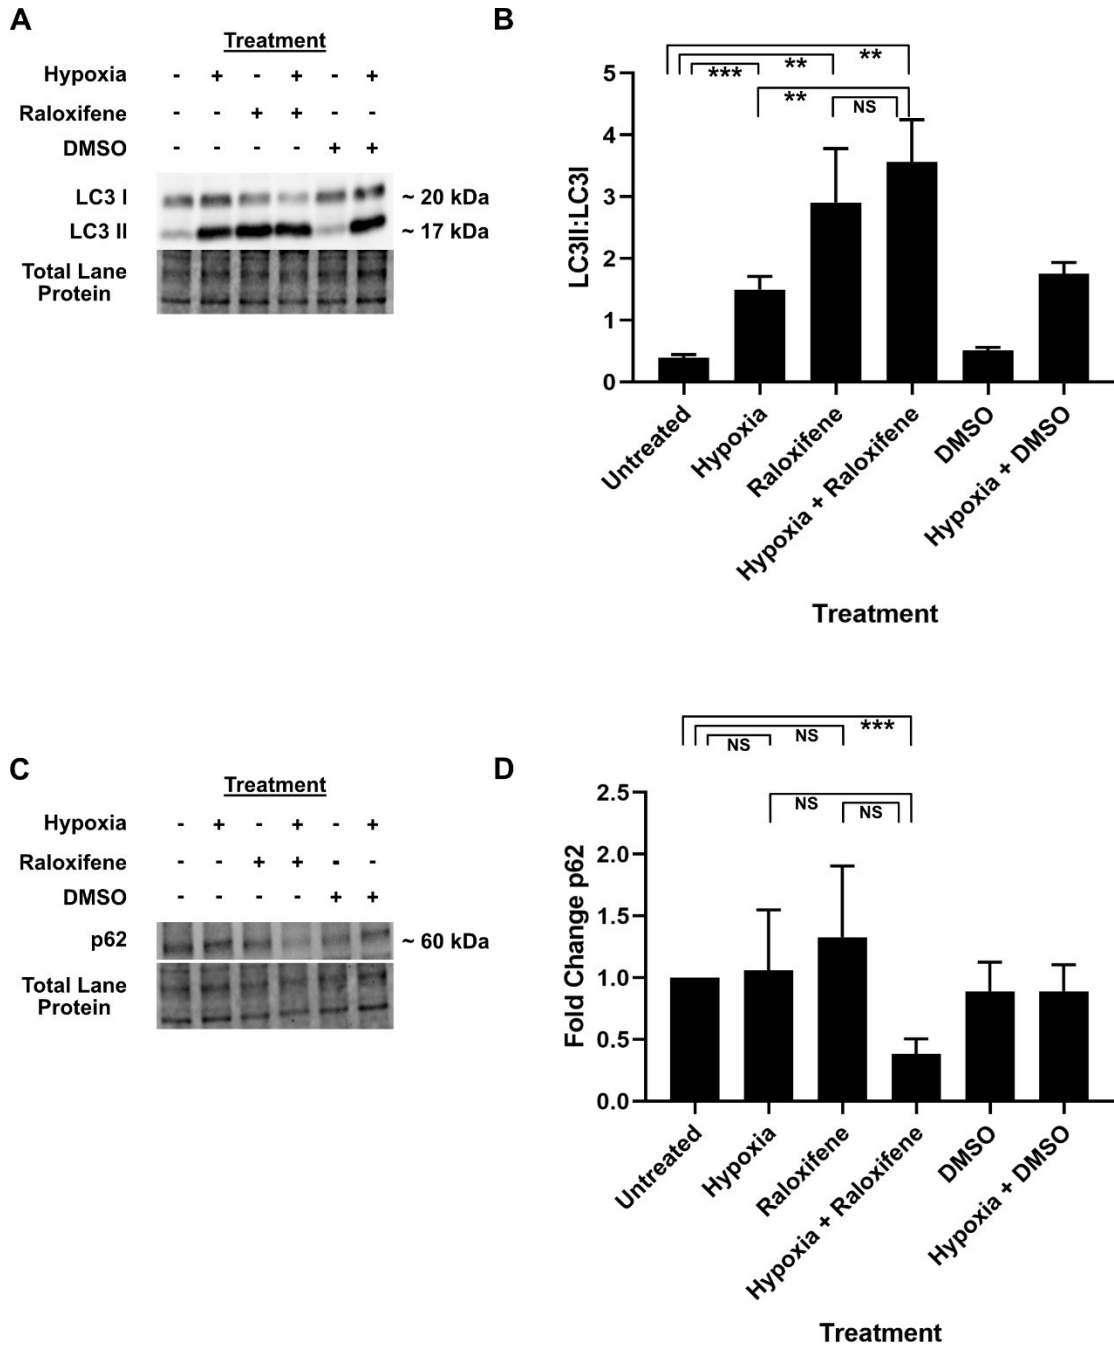 A
Treatment
Hypoxia - + - + - +
Raloxifene - - + + - -
DMSO - - - - + +
LC3 I ~ 20 kDa
LC3 II ~ 17 kDa
Total Lane
Protein
B
** ** ***
** NS
LC3II:LC3I
5
4
3
2
1
0
Untreated
Hypoxia
Raloxifene
Hypoxia + Raloxifene
DMSO
Hypoxia + DMSO
Treatment
C
Treatment
Hypoxia - + - + - +
Raloxifene - - + + - -
DMSO - - - - + +
p62 ~ 60 kDa
Total Lane
Protein
D
*** NS NS
NS NS
Fold Change p62
2.5
2.0
1.5
1.0
0.5
0.0
Untreated
Hypoxia
Raloxifene
Hypoxia + Raloxifene
DMSO
Hypoxia + DMSO
Treatment